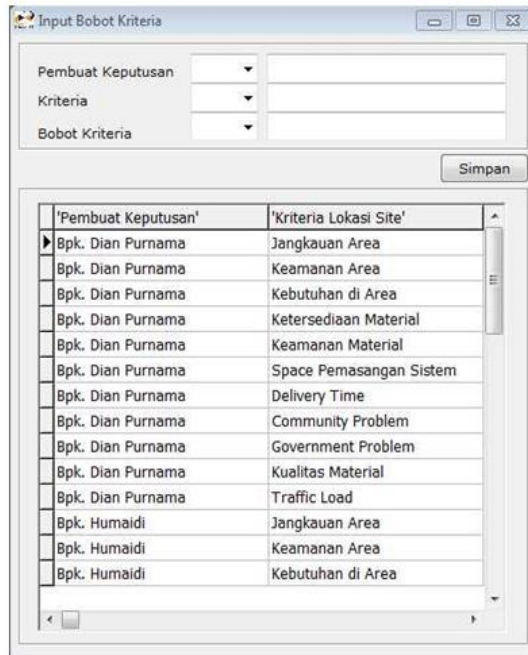 Input Bobot Kriteria
Pembuat Keputusan
Kriteria
Bobot Kriteria
Simpan
'Pembuat Keputusan' 'Kriteria Lokasi Site'
Bpk. Dian Purnama Jangkauan Area
Bpk. Dian Purnama Keamanan Area
Bpk. Dian Purnama Kebutuhan di Area
Bpk. Dian Purnama Ketersediaan Material
Bpk. Dian Purnama Keamanan Material
Bpk. Dian Purnama Space Pemasangan Sistem
Bpk. Dian Purnama Delivery Time
Bpk. Dian Purnama Community Problem
Bpk. Dian Purnama Government Problem
Bpk. Dian Purnama Kualitas Material
Bpk. Dian Purnama Traffic Load
Bpk. Humaidi Jangkauan Area
Bpk. Humaidi Keamanan Area
Bpk. Humaidi Kebutuhan di Area